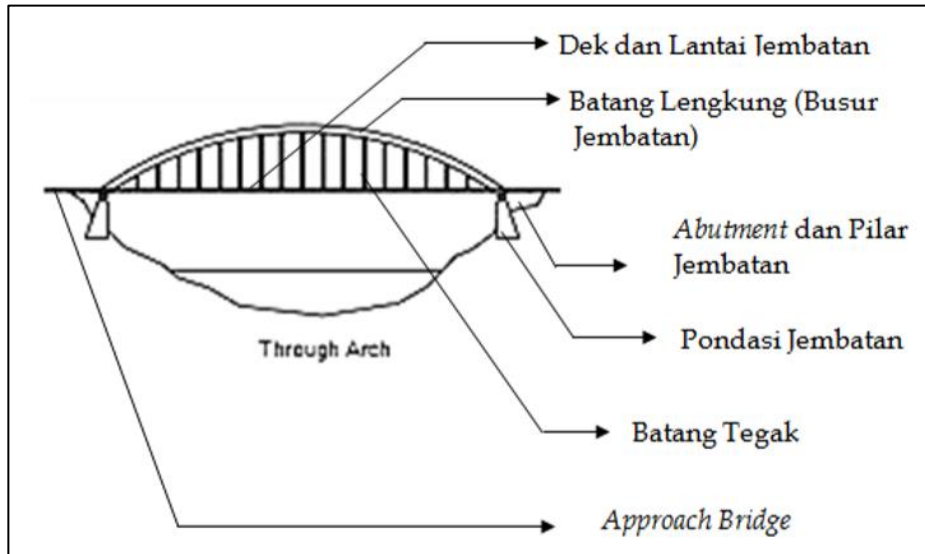 Dek dan Lantai Jembatan
Batang Lengkung (Busur
Jembatan)
Abutment dan Pilar
Jembatan
Through Arch
Pondasi Jembatan
Batang Tegak
Approach Bridge